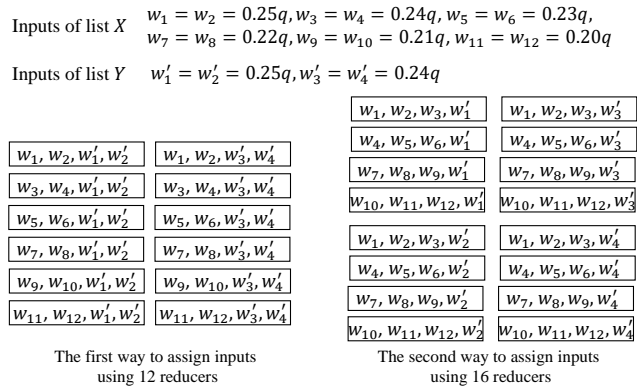 Inputs of list X
w₁ = w₂ = 0.25q, w₃ = w₄ = 0.24q, w₅ = w₆ = 0.23q,
w₇ = w₈ = 0.22q, w₉ = w₁₀ = 0.21q, w₁₁ = w₁₂ = 0.20q
Inputs of list Y w′₁ = w′₂ = 0.25q, w′₃ = w′₄ = 0.24q
w₁, w₂, w′₁, w′₂ w₁, w₂, w′₃, w′₄
w₃, w₄, w′₁, w′₂ w₃, w₄, w′₃, w′₄
w₅, w₆, w′₁, w′₂ w₅, w₆, w′₃, w′₄
w₇, w₈, w′₁, w′₂ w₇, w₈, w′₃, w′₄
w₉, w₁₀, w′₁, w′₂ w₉, w₁₀, w′₃, w′₄
w₁₁, w₁₂, w′₁, w′₂ w₁₁, w₁₂, w′₃, w′₄
The first way to assign inputs
using 12 reducers
w₁, w₂, w₃, w′₁ w₁, w₂, w₃, w′₃
w₄, w₅, w₆, w′₁ w₄, w₅, w₆, w′₃
w₇, w₈, w₉, w′₁ w₇, w₈, w₉, w′₃
w₁₀, w₁₁, w₁₂, w′₁ w₁₀, w₁₁, w₁₂, w′₃
w₁, w₂, w₃, w′₂ w₁, w₂, w₃, w′₄
w₄, w₅, w₆, w′₂ w₄, w₅, w₆, w′₄
w₇, w₈, w₉, w′₂ w₇, w₈, w₉, w′₄
w₁₀, w₁₁, w₁₂, w′₂ w₁₀, w₁₁, w₁₂, w′₄
The second way to assign inputs
using 16 reducers